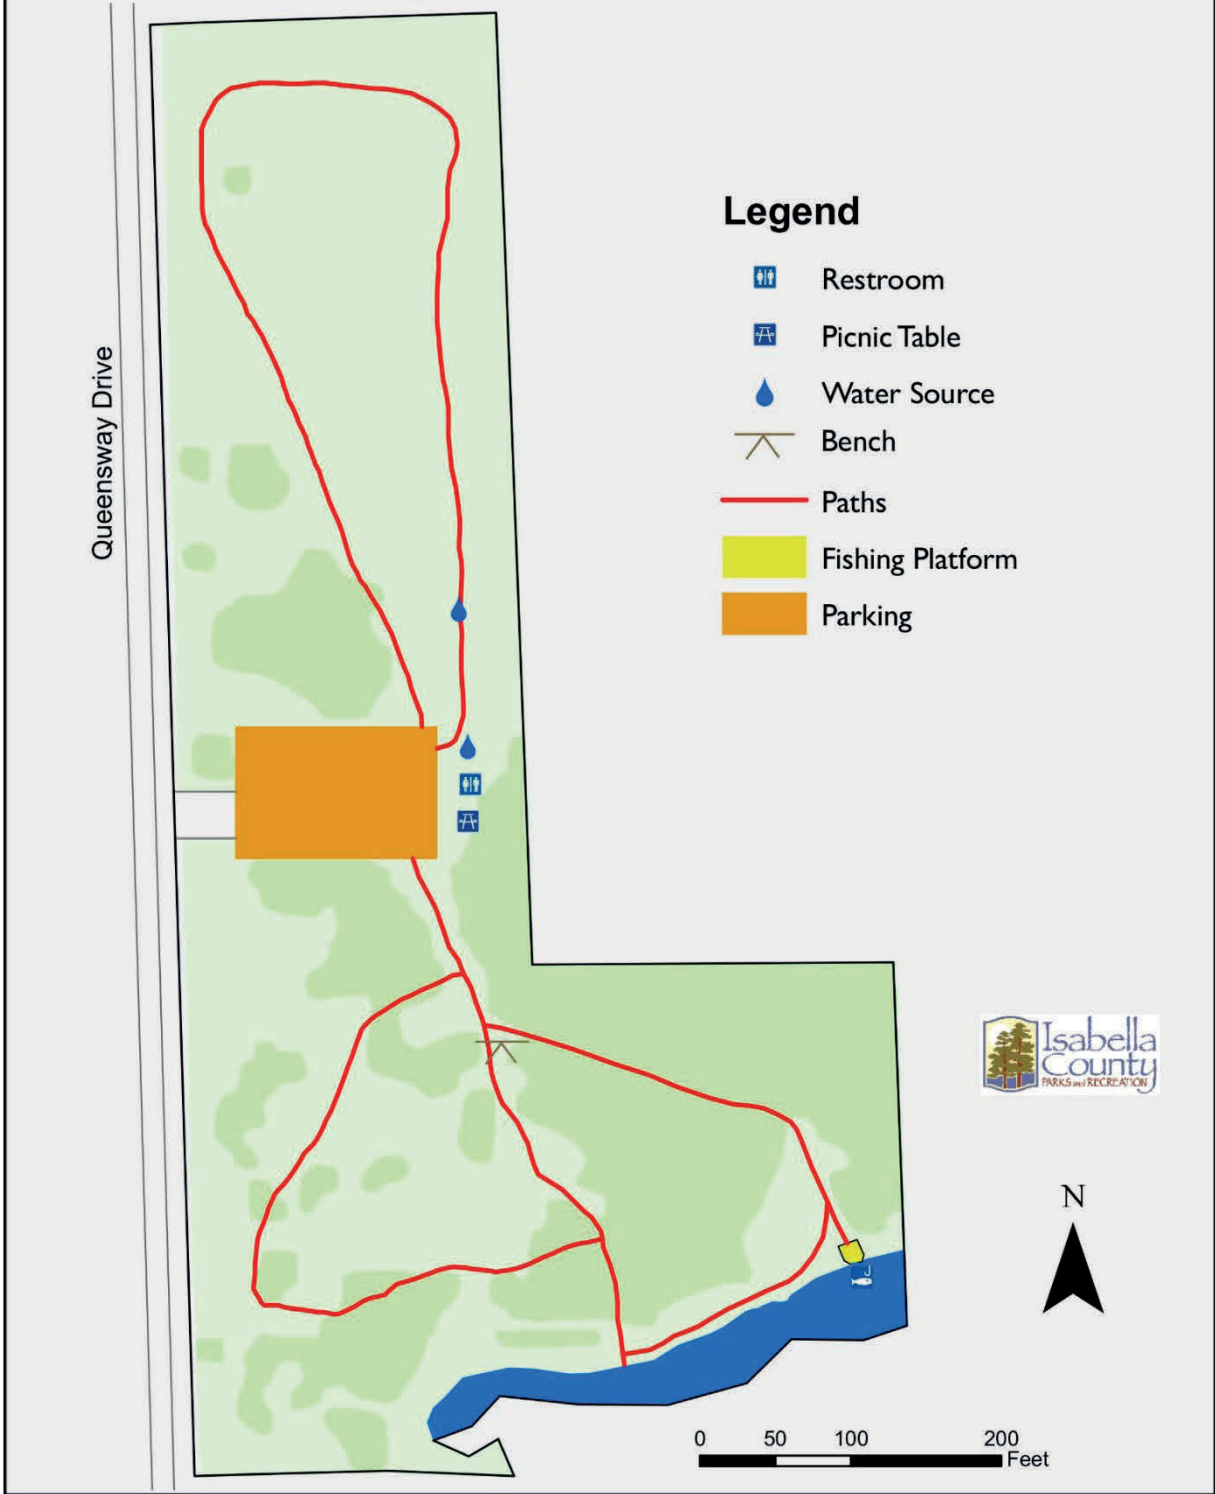 Queensway Drive
Legend
Restroom
Picnic Table
Water Source
Bench
Paths
Fishing Platform
Parking
Isabella
County
PARKS and RECREATION
N
0 50 100 200
Feet